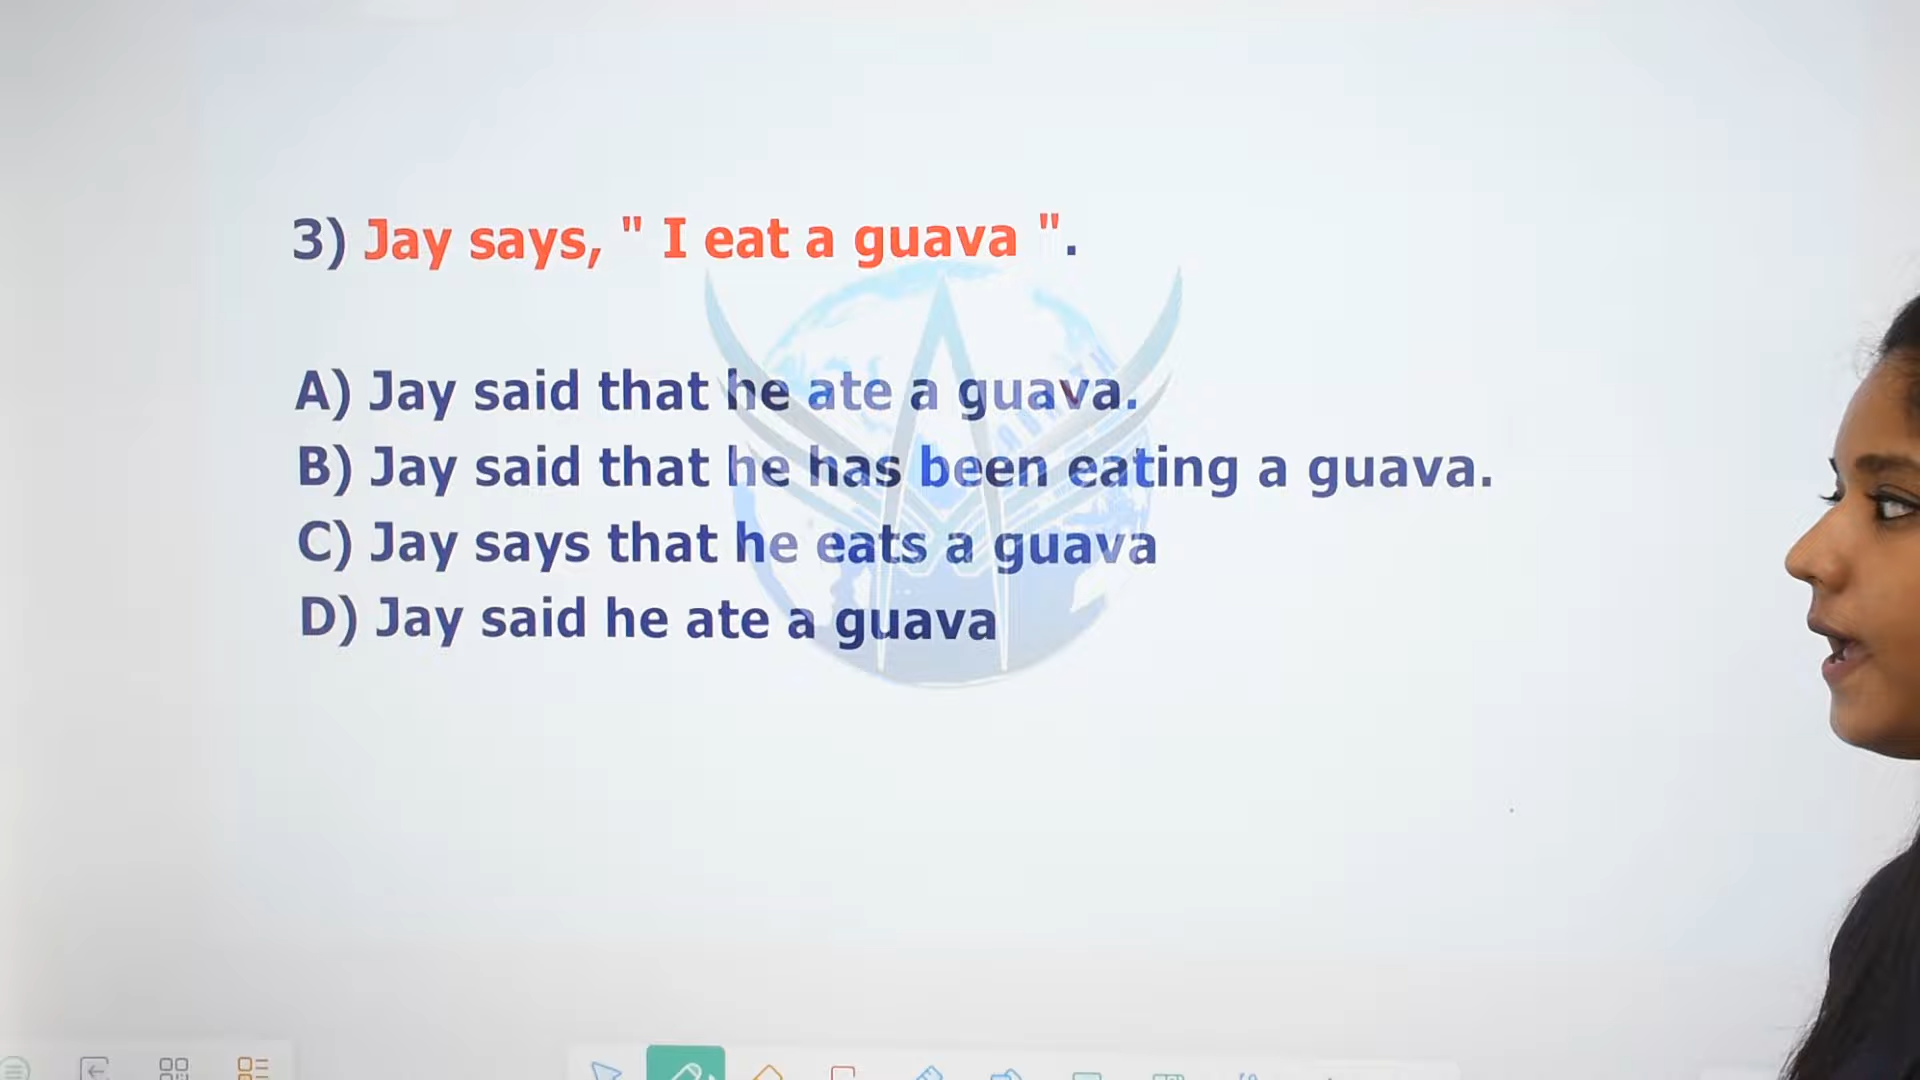 3) Jay says, " I eat a guava ".
A) Jay said that he ate a guava.
B) Jay said that he has been eating a guava.
C) Jay says that he eats a guava
D) Jay said he ate a guava